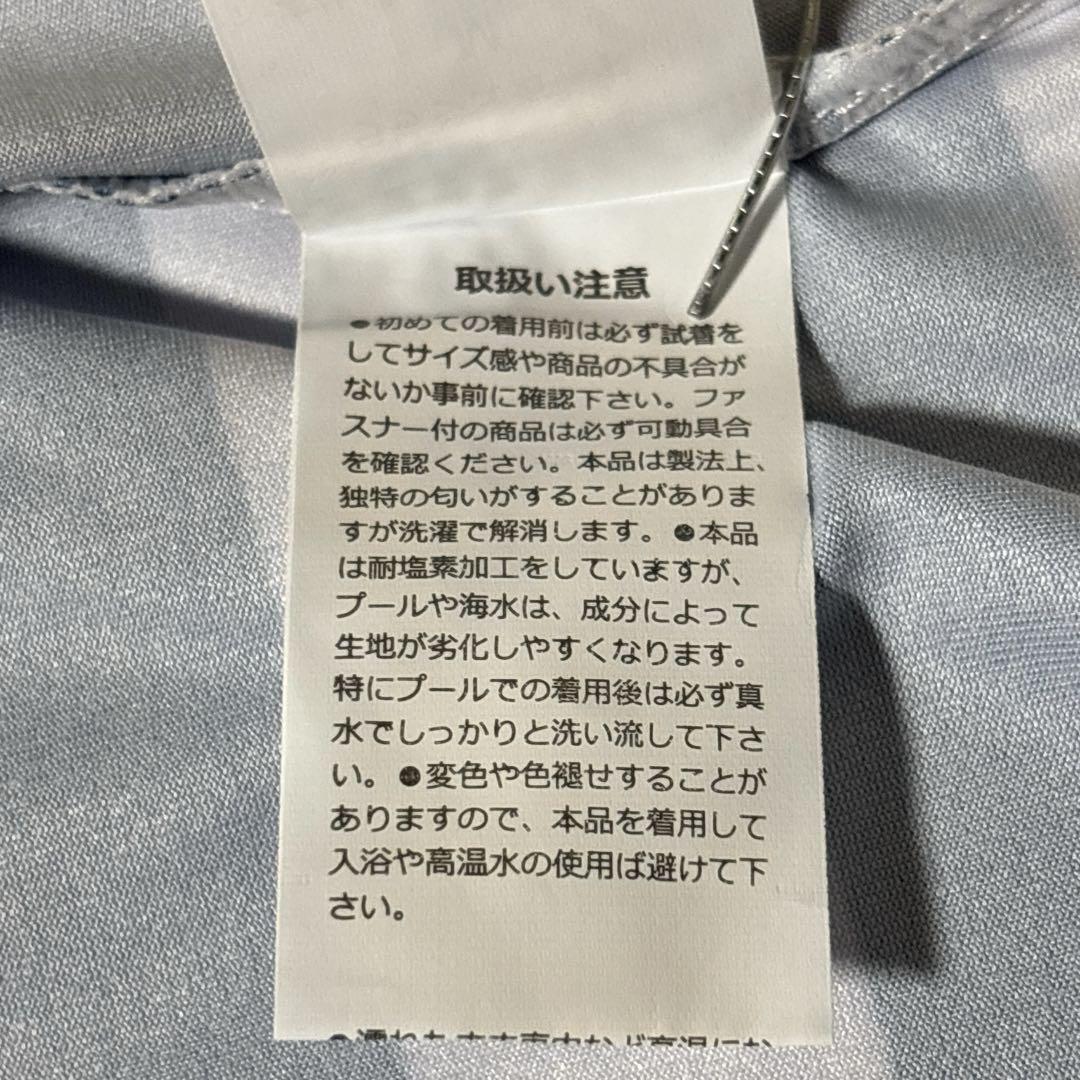 取扱い注意
●初めての着用前は必ず試着を
してサイズ感や商品の不具合が
ないか事前に確認下さい。ファ
スナー付の商品は必ず可動具合
を確認ください。本品は製法上、
独特の匂いがすることがありま
すが洗濯で解消します。●本品
は耐塩素加工をしていますが、
プールや海水は、成分によって
生地が劣化しやすくなります。
特にプールでの着用後は必ず真
水でしっかりと洗い流して下さ
い。●変色や色褪せすることが
ありますので、本品を着用して
入浴や高温水の使用ば避けて下
さい。